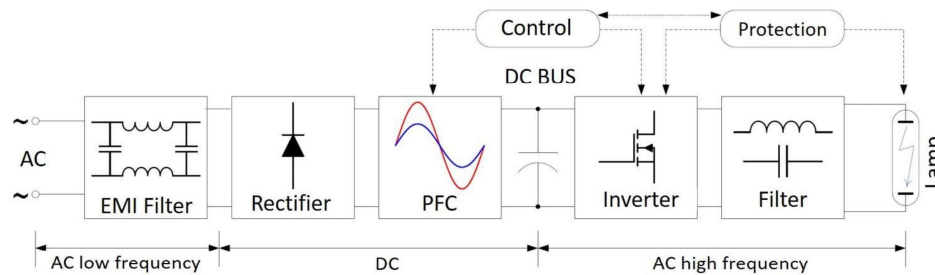 Control
Protection
DC BUS
~
AC
~
EMI Filter
Rectifier
PFC
Inverter
Filter
Lamp
AC low frequency
DC
AC high frequency